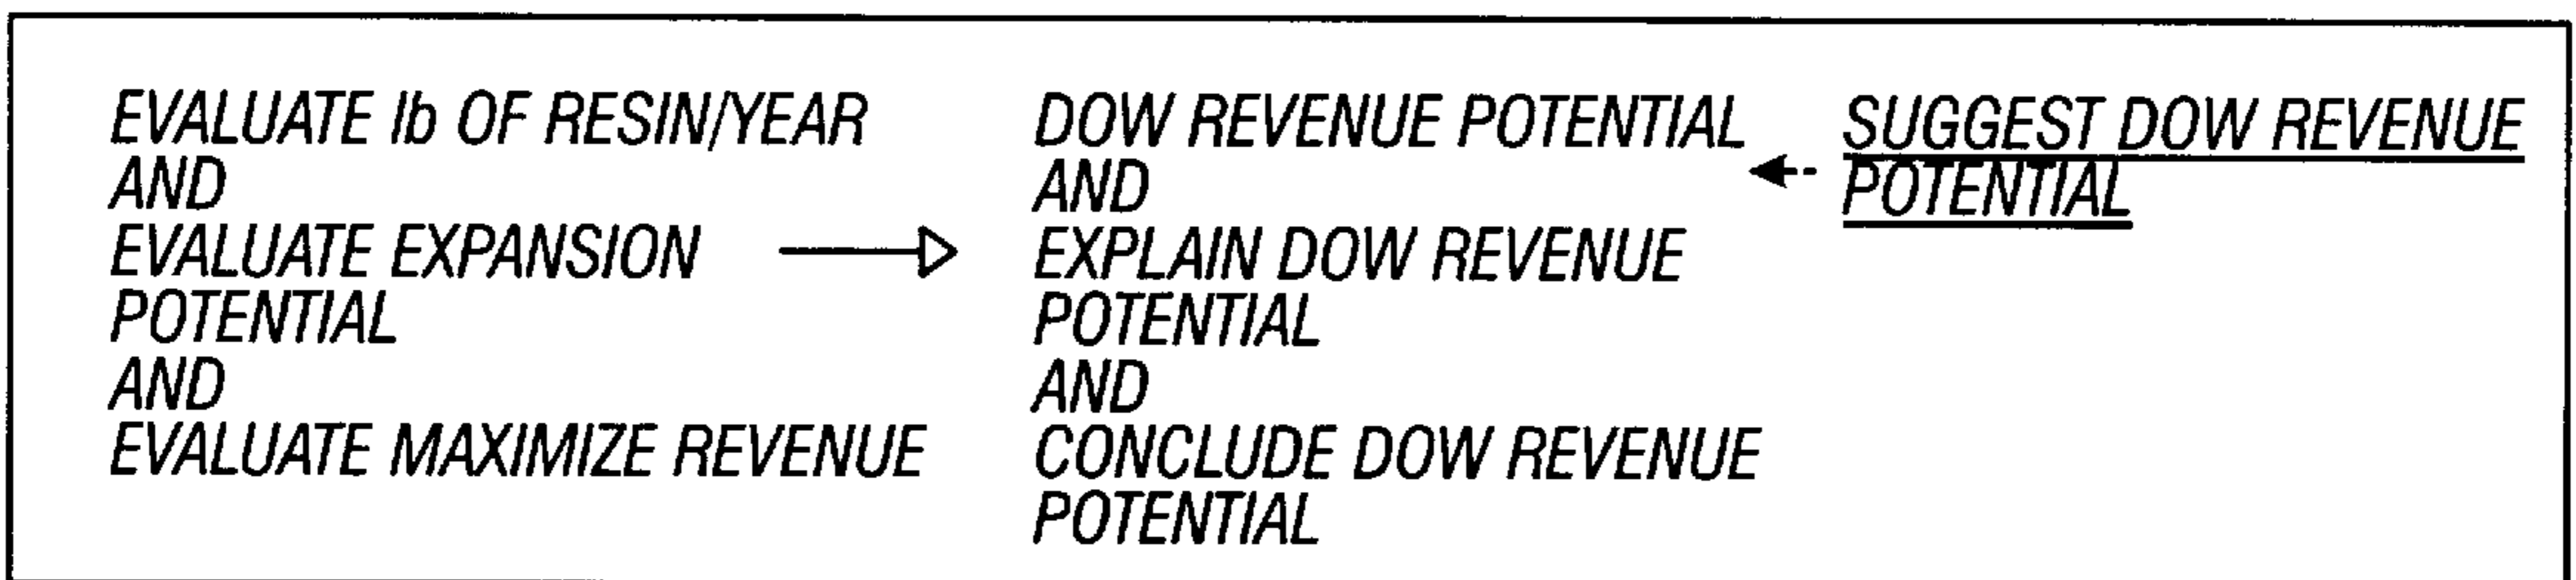 EVALUATE lb OF RESIN/YEAR
AND
EVALUATE EXPANSION
POTENTIAL
AND
EVALUATE MAXIMIZE REVENUE
DOW REVENUE POTENTIAL
AND
EXPLAIN DOW REVENUE
POTENTIAL
AND
CONCLUDE DOW REVENUE
POTENTIAL
SUGGEST DOW REVENUE
POTENTIAL